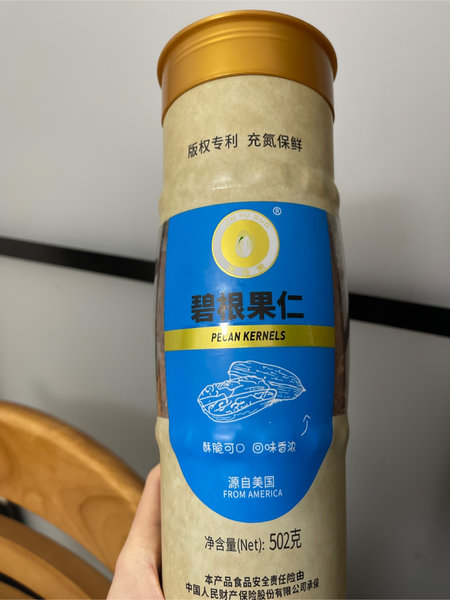 版权专利 充氮保鲜
®
碧根果仁
PECAN KERNELS
酥脆可口 回味香浓
源自美国
FROM AMERICA
净含量(Net): 502克
本产品食品安全责任险由
中国人民财产保险股份有限公司承保